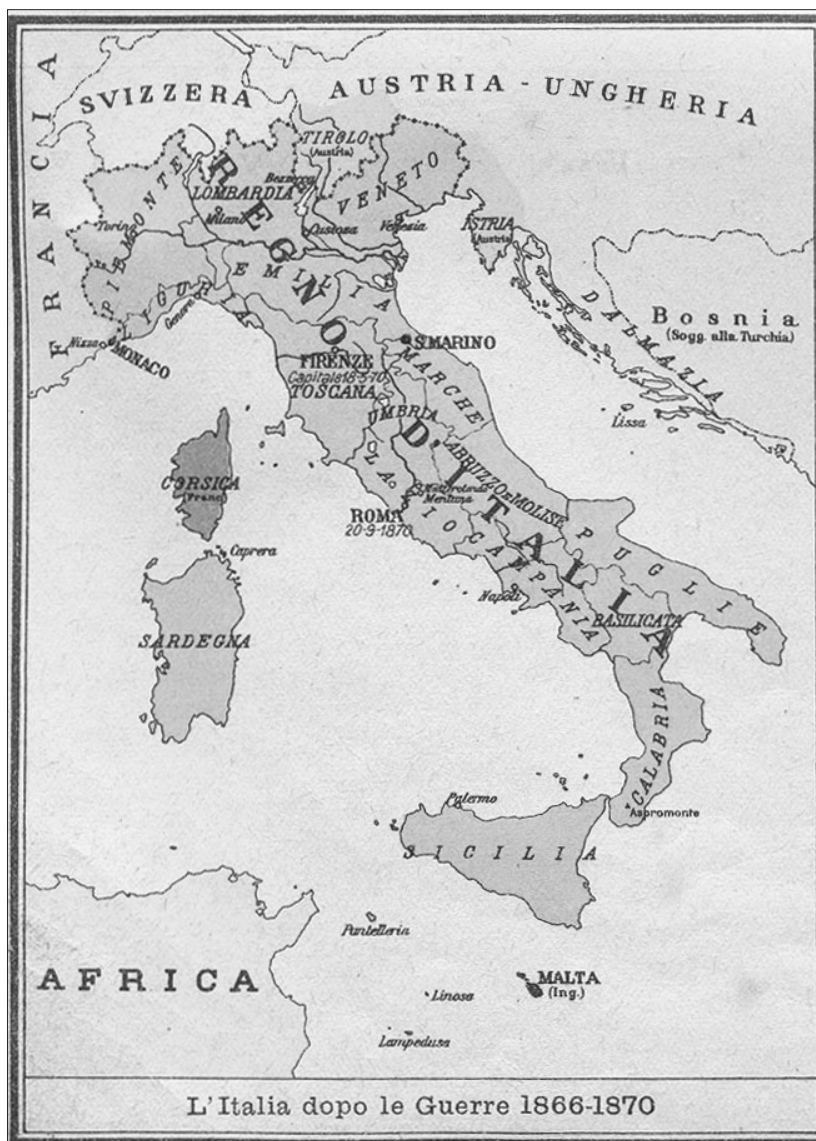 FRANCIA
SVIZZERA
AUSTRIA - UNGHERIA
TIROLO
(Austria)
PIEMONTE
LOMBARDIA
VENETO
Bezzecca
Torino
Milano
Custoza
Venezia
ISTRIA
(Austria)
REGNO D'ITALIA
EMILIA
LIGURIA
Genova
Nizza
MONACO
S. MARINO
DALMAZIA
Bosnia
(Sogg. alla Turchia)
FIRENZE
TOSCANA
MARCHE
UMBRIA
Lissa
CORSICA
(Franc.)
LAZIO
ABRUZZO e MOLISE
Mentana
ROMA
20-9-1870
Caprera
CAMPANIA
PUGLIE
Napoli
BASILICATA
SARDEGNA
CALABRIA
Palermo
Aspromonte
SICILIA
Pantelleria
AFRICA
MALTA
(Ing.)
Linosa
Lampedusa
L'Italia dopo le Guerre 1866-1870